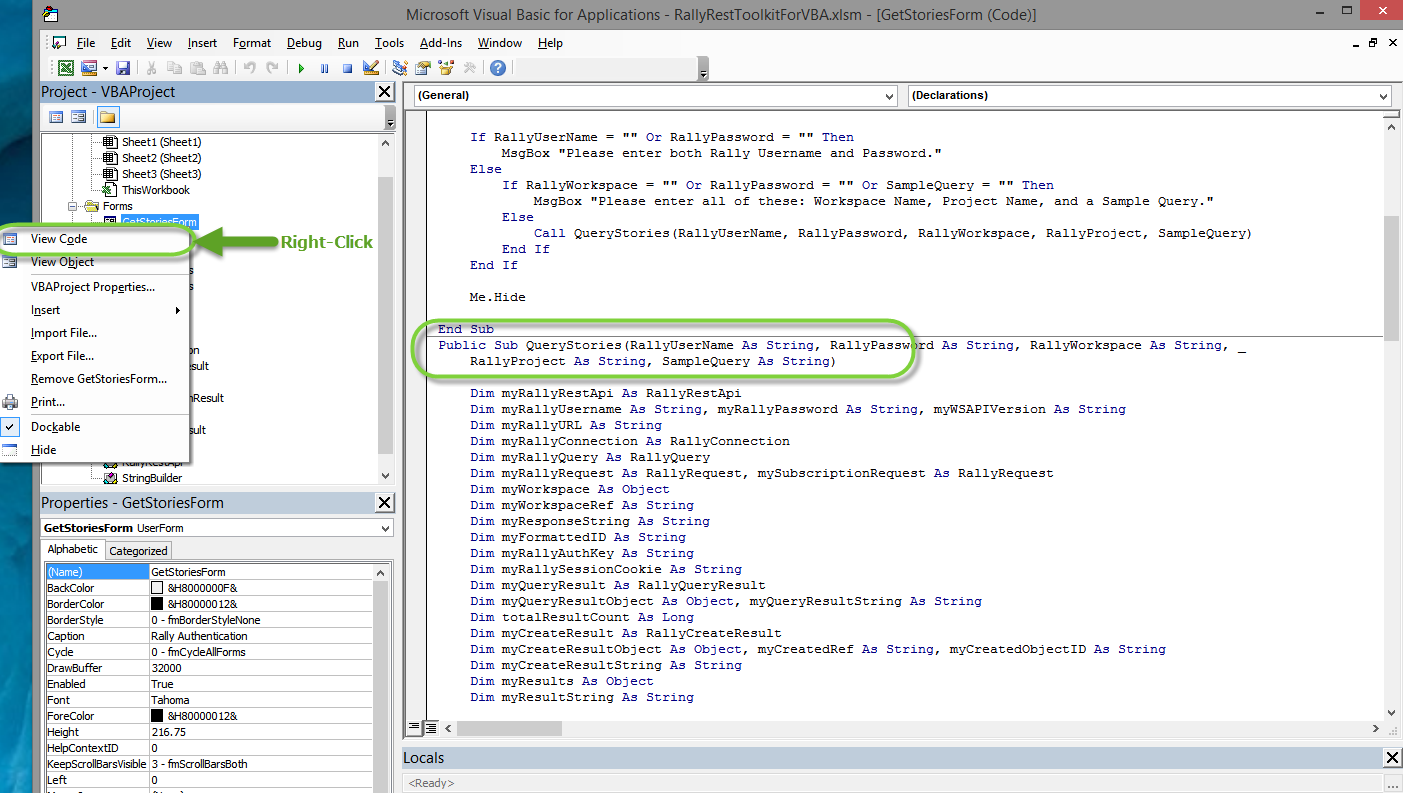 Microsoft Visual Basic for Applications - RallyRestToolkitForVBA.xlsm - [GetStoriesForm (Code)]
File Edit View Insert Format Debug Run Tools Add-Ins Window Help
Project - VBAProject
Sheet1 (Sheet1)
Sheet2 (Sheet2)
Sheet3 (Sheet3)
ThisWorkbook
Forms
GetStoriesForm
View Code
Right-Click
View Object
VBAProject Properties...
Insert
Import File...
Export File...
Remove GetStoriesForm...
Print...
Dockable
Hide
RallyRestApi
StringBuilder
Properties - GetStoriesForm
GetStoriesForm UserForm
Alphabetic Categorized
(Name) GetStoriesForm
BackColor &H8000000F&
BorderColor &H80000012&
BorderStyle 0 - fmBorderStyleNone
Caption Rally Authentication
Cycle 0 - fmCycleAllForms
DrawBuffer 32000
Enabled True
Font Tahoma
ForeColor &H80000012&
Height 216.75
HelpContextID 0
KeepScrollBarsVisible 3 - fmScrollBarsBoth
Left 0
(General) (Declarations)
If RallyUserName = "" Or RallyPassword = "" Then
MsgBox "Please enter both Rally Username and Password."
Else
If RallyWorkspace = "" Or RallyPassword = "" Or SampleQuery = "" Then
MsgBox "Please enter all of these: Workspace Name, Project Name, and a Sample Query."
Else
Call QueryStories(RallyUserName, RallyPassword, RallyWorkspace, RallyProject, SampleQuery)
End If
End If
Me.Hide
End Sub
Public Sub QueryStories(RallyUserName As String, RallyPassword As String, RallyWorkspace As String, _
RallyProject As String, SampleQuery As String)
Dim myRallyRestApi As RallyRestApi
Dim myRallyUsername As String, myRallyPassword As String, myWSAPIVersion As String
Dim myRallyURL As String
Dim myRallyConnection As RallyConnection
Dim myRallyQuery As RallyQuery
Dim myRallyRequest As RallyRequest, mySubscriptionRequest As RallyRequest
Dim myWorkspace As Object
Dim myWorkspaceRef As String
Dim myResponseString As String
Dim myFormattedID As String
Dim myRallyAuthKey As String
Dim myRallySessionCookie As String
Dim myQueryResult As RallyQueryResult
Dim myQueryResultObject As Object, myQueryResultString As String
Dim totalResultCount As Long
Dim myCreateResult As RallyCreateResult
Dim myCreateResultObject As Object, myCreatedRef As String, myCreatedObjectID As String
Dim myCreateResultString As String
Dim myResults As Object
Dim myResultString As String
Locals
<Ready>